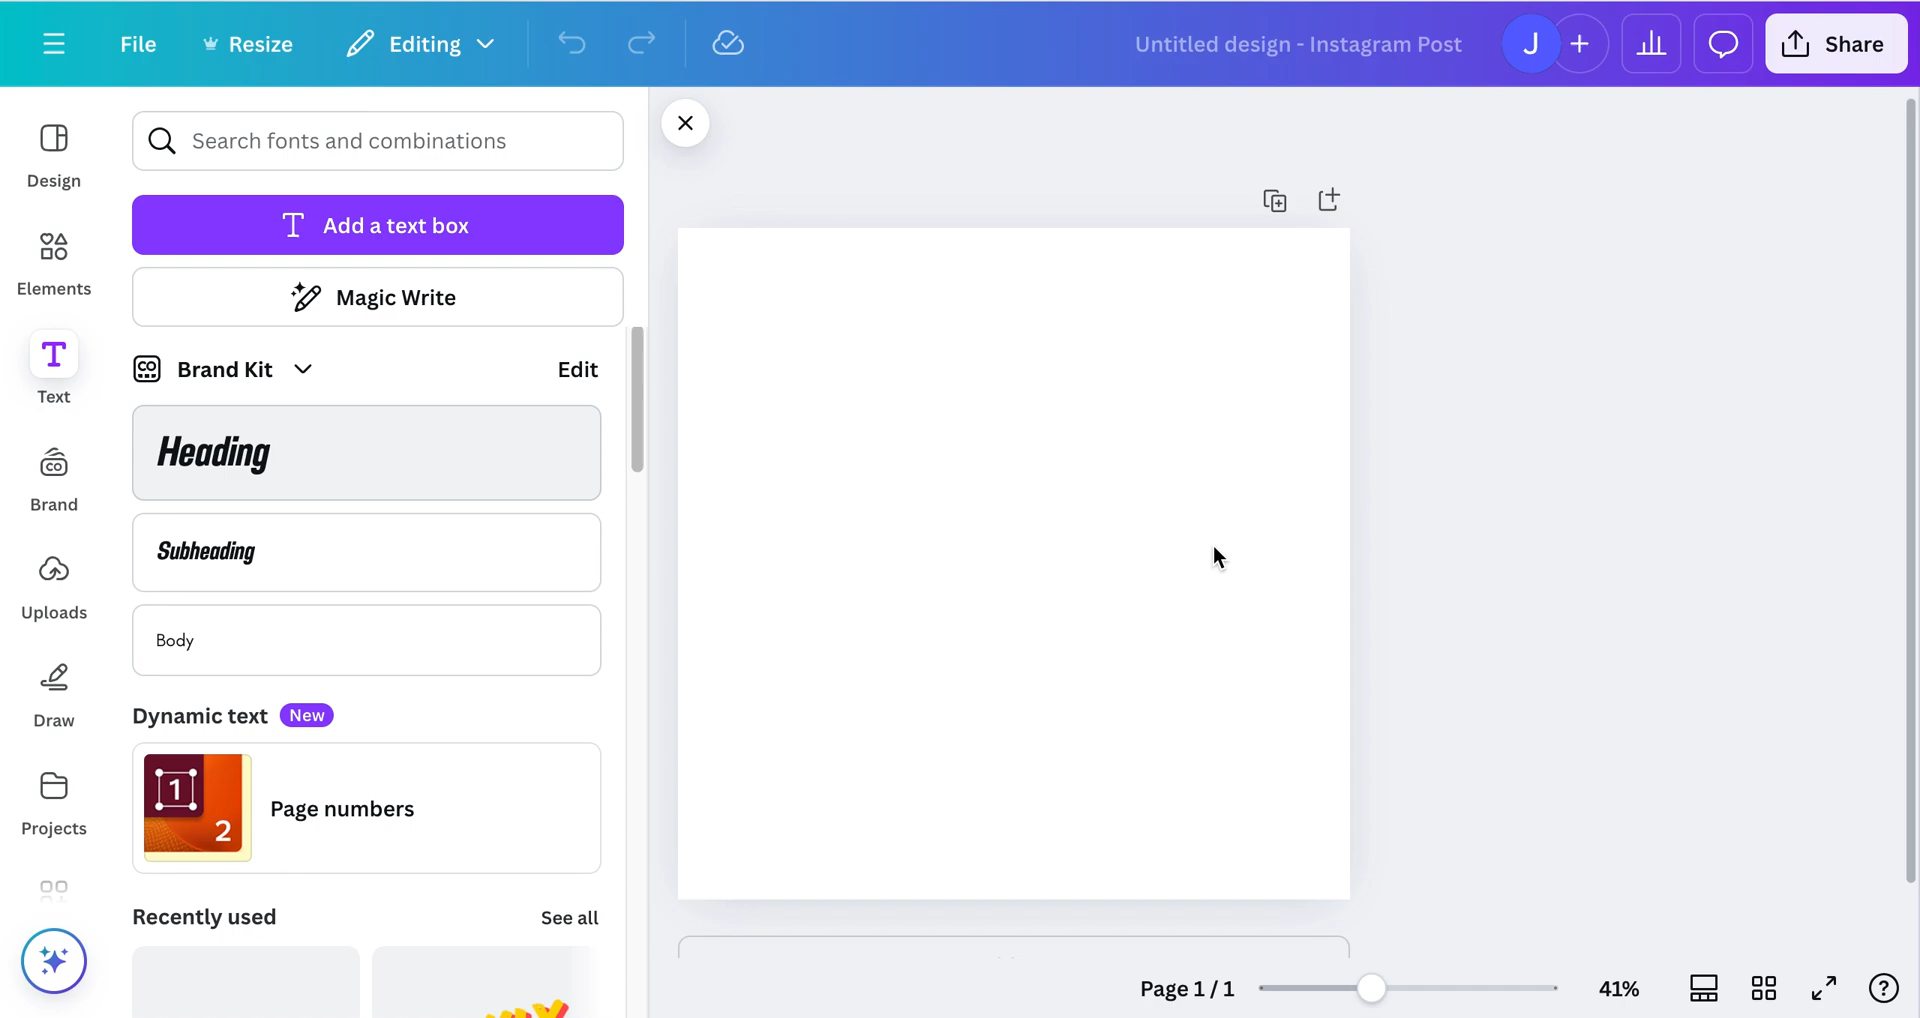 File
Resize
Editing
Untitled design - Instagram Post
J
Share
Design
Elements
Text
Brand
Uploads
Draw
Projects
Search fonts and combinations
Add a text box
Magic Write
Brand Kit
Edit
Heading
Subheading
Body
Dynamic text New
1
2
Page numbers
Recently used
See all
Page 1 / 1
41%